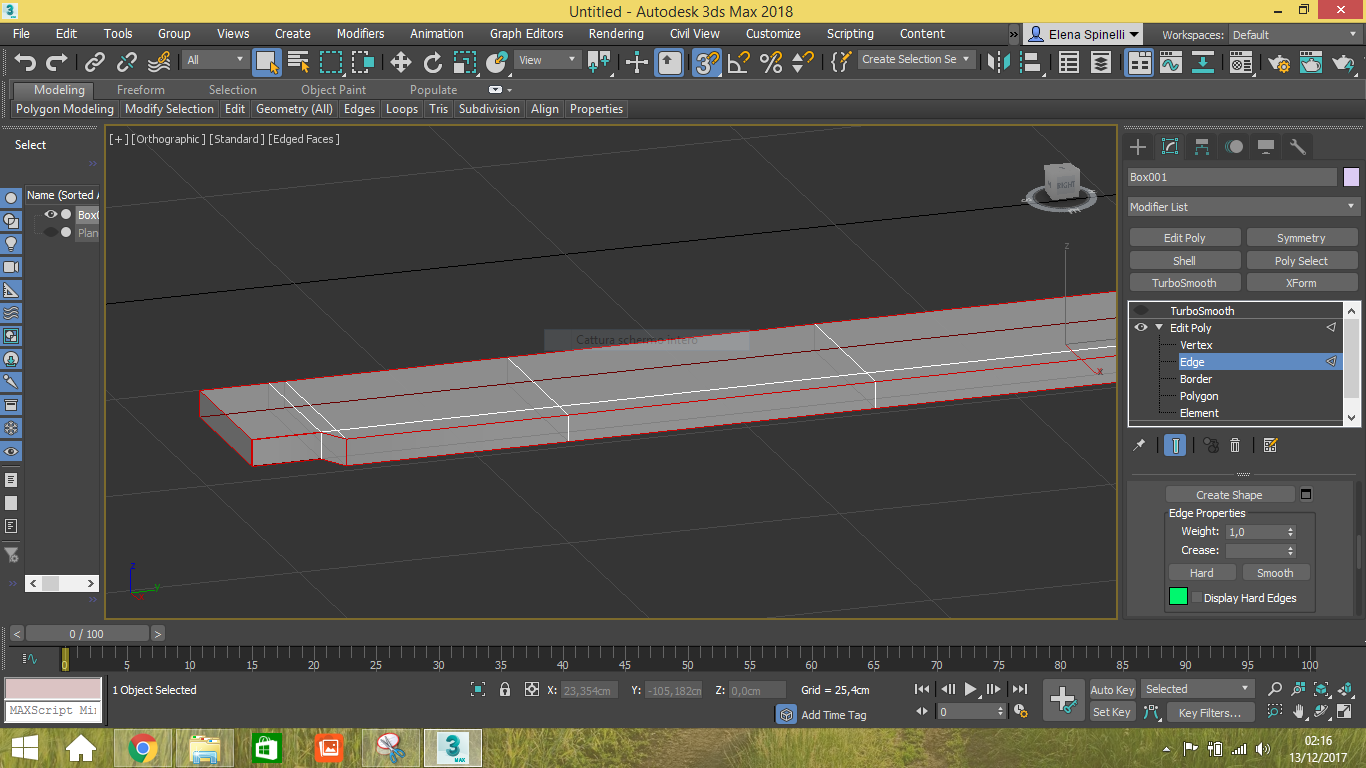 Untitled - Autodesk 3ds Max 2018
File Edit Tools Group Views Create Modifiers Animation Graph Editors Rendering Civil View Customize Scripting Content » Elena Spinelli Workspaces: Default
All View Create Selection Se
Modeling Freeform Selection Object Paint Populate
Polygon Modeling Modify Selection Edit Geometry (All) Edges Loops Tris Subdivision Align Properties
Select
[+] [Orthographic] [Standard] [Edged Faces]
Name (Sorted A
Box0
Plan
RIGHT
z
x
Cattura schermo intero
z
y
Box001
Modifier List
Edit Poly Symmetry
Shell Poly Select
TurboSmooth XForm
TurboSmooth
Edit Poly
Vertex
Edge
Border
Polygon
Element
Create Shape
Edge Properties
Weight: 1,0
Crease:
Hard Smooth
Display Hard Edges
< 0 / 100 >
0 5 10 15 20 25 30 35 40 45 50 55 60 65 70 75 80 85 90 95 100
1 Object Selected X: 23,354cm Y: -105,182cm Z: 0,0cm Grid = 25,4cm Auto Key Selected
MAXScript Min
Add Time Tag 0 Set Key Key Filters...
3 MAX
02:16
13/12/2017